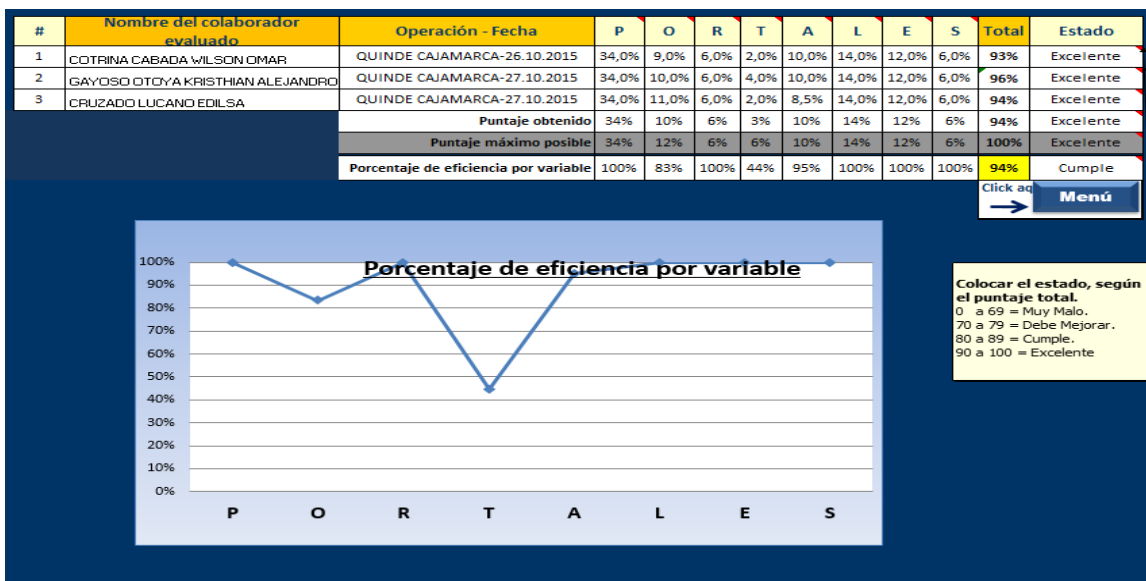 # Nombre del colaborador evaluado Operación - Fecha P O R T A L E S Total Estado
1 COTRINA CABADA WILSON OMAR QUINDE CAJAMARCA-26.10.2015 34,0% 9,0% 6,0% 2,0% 10,0% 14,0% 12,0% 6,0% 93% Excelente
2 GAYOSO OTOYA KRISTHIAN ALEJANDRO QUINDE CAJAMARCA-27.10.2015 34,0% 10,0% 6,0% 4,0% 10,0% 14,0% 12,0% 6,0% 96% Excelente
3 CRUZADO LUCANO EDILSA QUINDE CAJAMARCA-27.10.2015 34,0% 11,0% 6,0% 2,0% 8,5% 14,0% 12,0% 6,0% 94% Excelente
Puntaje obtenido 34% 10% 6% 3% 10% 14% 12% 6% 94% Excelente
Puntaje máximo posible 34% 12% 6% 6% 10% 14% 12% 6% 100% Excelente
Porcentaje de eficiencia por variable 100% 83% 100% 44% 95% 100% 100% 100% 94% Cumple
Click aq Menú
Porcentaje de eficiencia por variable
100%
90%
80%
70%
60%
50%
40%
30%
20%
10%
0%
P O R T A L E S
Colocar el estado, según
el puntaje total.
0 a 69 = Muy Malo.
70 a 79 = Debe Mejorar.
80 a 89 = Cumple.
90 a 100 = Excelente